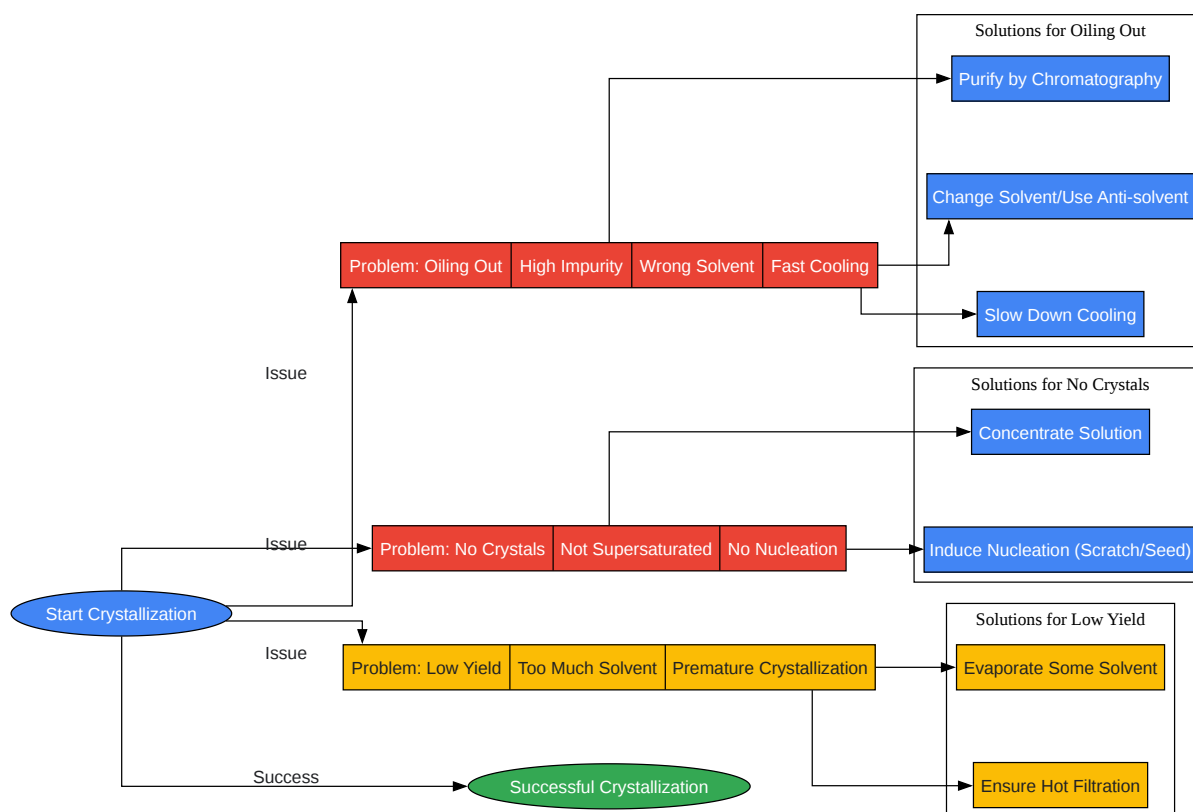 Solutions for Oiling Out
Purify by Chromatography
Change Solvent/Use Anti-solvent
Problem: Oiling Out
High Impurity
Wrong Solvent
Fast Cooling
Slow Down Cooling
Issue
Solutions for No Crystals
Concentrate Solution
Issue
Problem: No Crystals
Not Supersaturated
No Nucleation
Induce Nucleation (Scratch/Seed)
Start Crystallization
Solutions for Low Yield
Issue
Problem: Low Yield
Too Much Solvent
Premature Crystallization
Evaporate Some Solvent
Success
Successful Crystallization
Ensure Hot Filtration